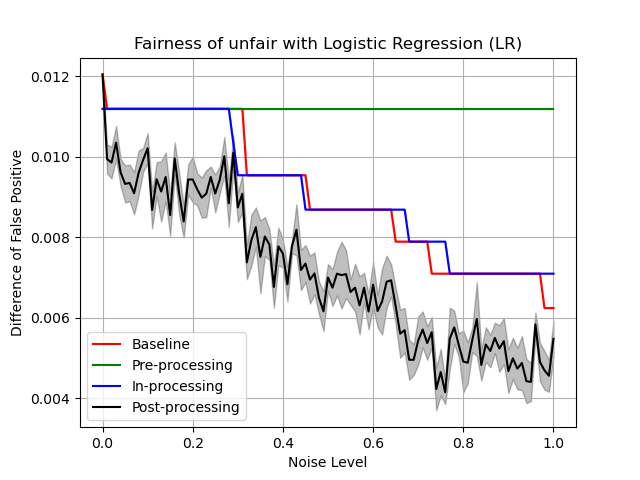 Fairness of unfair with Logistic Regression (LR)
Difference of False Positive
0.012
0.010
0.008
0.006
0.004
Baseline
Pre-processing
In-processing
Post-processing
0.0 0.2 0.4 0.6 0.8 1.0
Noise Level